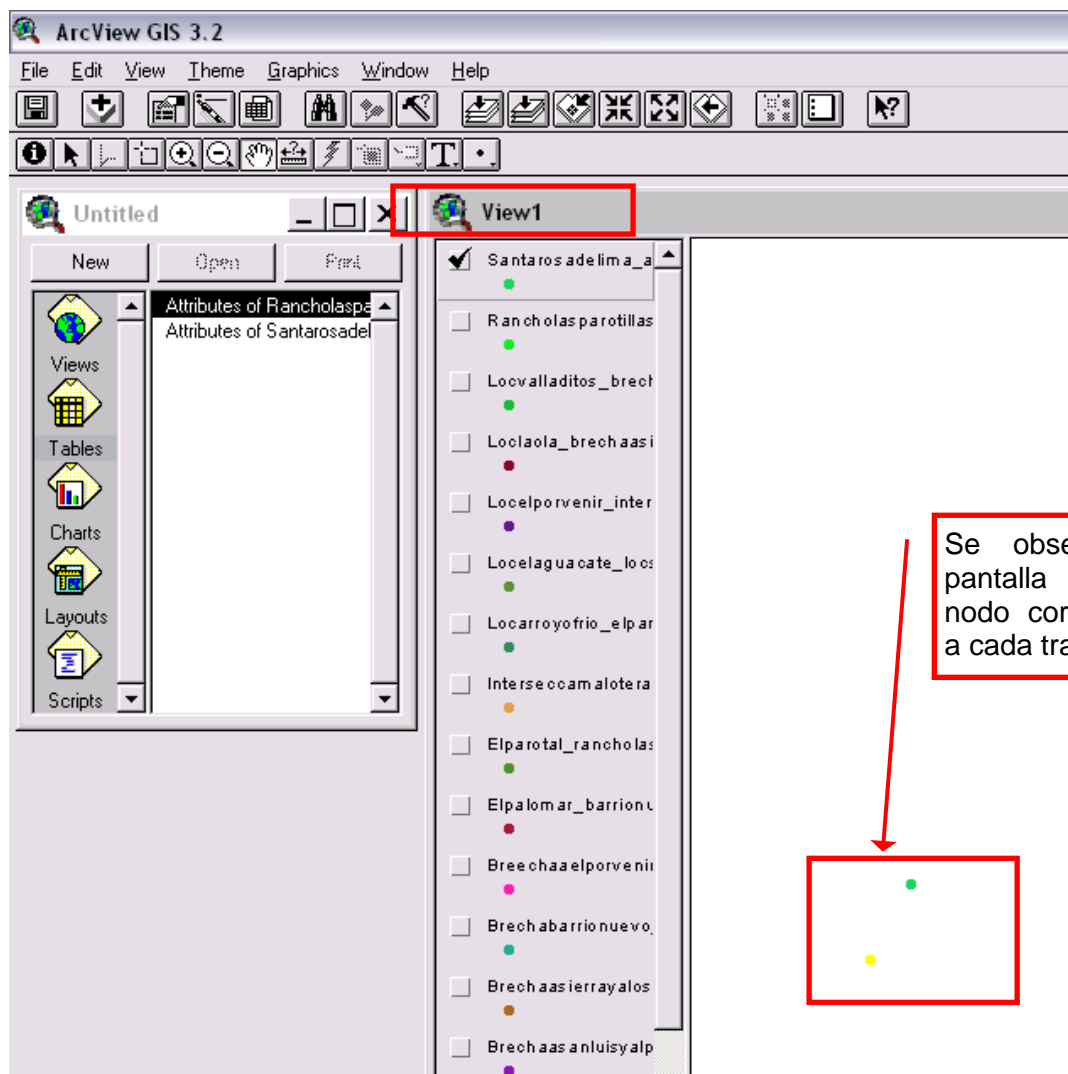 ArcView GIS 3.2
File Edit View Theme Graphics Window Help
T
Untitled
New Open Print
Views
Tables
Charts
Layouts
Scripts
Attributes of Rancholaspa
Attributes of Santarosadel
View1
Santarosadelima_a
Rancholasparotillas
Locvalladitos_brech
Loclaola_brechaasi
Locelporvenir_inter
Locelaguacate_locs
Locarroyofrio_elpar
Interseccamalotera
Elparotal_rancholas
Elpalomar_barrionu
Breechaaelporvenir
Brechabarrionuevo_
Brechaasierrayalos
Brechaasanluisyalp
Se obse
pantalla
nodo cor
a cada tra